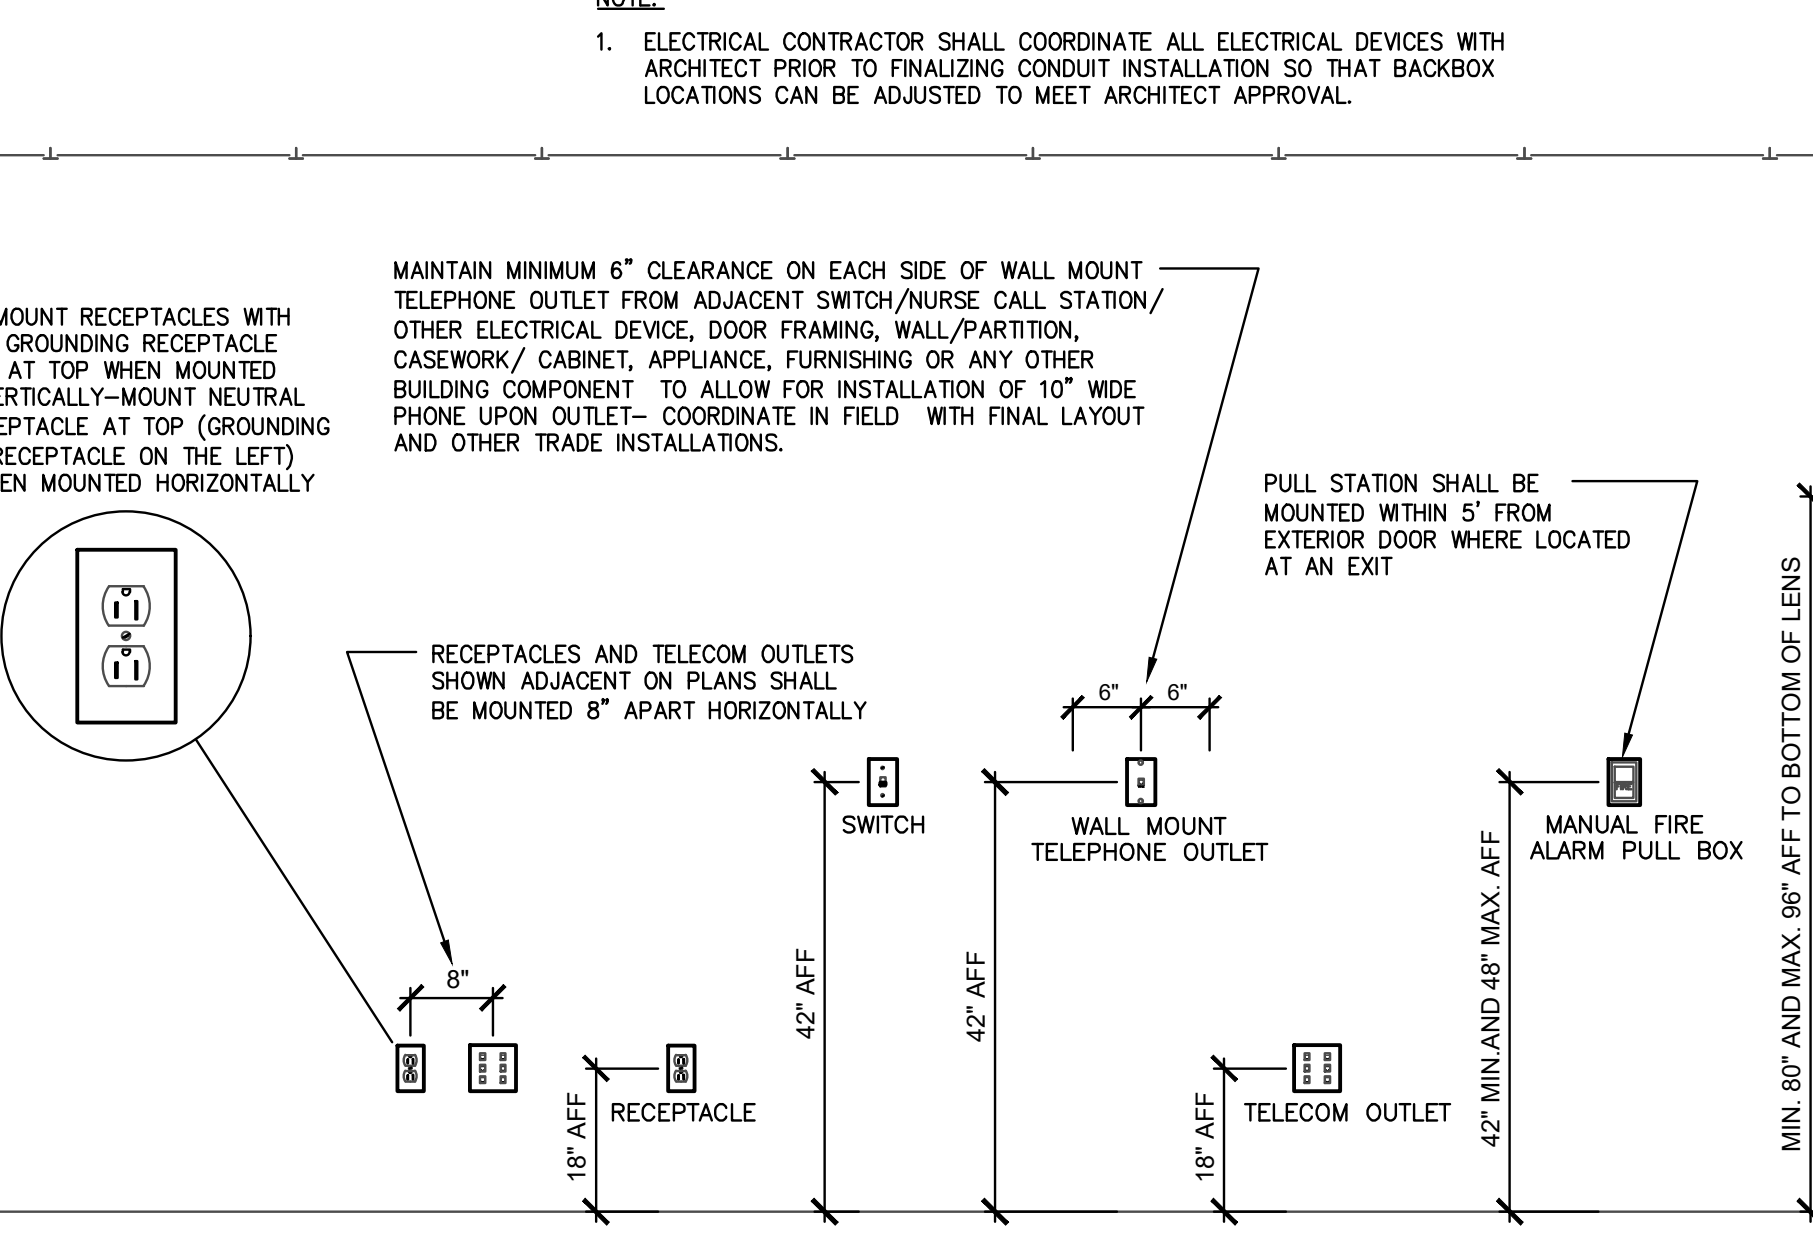 NOTE:
1. ELECTRICAL CONTRACTOR SHALL COORDINATE ALL ELECTRICAL DEVICES WITH
ARCHITECT PRIOR TO FINALIZING CONDUIT INSTALLATION SO THAT BACKBOX
LOCATIONS CAN BE ADJUSTED TO MEET ARCHITECT APPROVAL.
MOUNT RECEPTACLES WITH
GROUNDING RECEPTACLE
AT TOP WHEN MOUNTED
ERTICALLY–MOUNT NEUTRAL
EPTACLE AT TOP (GROUNDING
RECEPTACLE ON THE LEFT)
EN MOUNTED HORIZONTALLY
MAINTAIN MINIMUM 6" CLEARANCE ON EACH SIDE OF WALL MOUNT
TELEPHONE OUTLET FROM ADJACENT SWITCH/NURSE CALL STATION/
OTHER ELECTRICAL DEVICE, DOOR FRAMING, WALL/PARTITION,
CASEWORK/ CABINET, APPLIANCE, FURNISHING OR ANY OTHER
BUILDING COMPONENT TO ALLOW FOR INSTALLATION OF 10" WIDE
PHONE UPON OUTLET– COORDINATE IN FIELD WITH FINAL LAYOUT
AND OTHER TRADE INSTALLATIONS.
PULL STATION SHALL BE
MOUNTED WITHIN 5' FROM
EXTERIOR DOOR WHERE LOCATED
AT AN EXIT
RECEPTACLES AND TELECOM OUTLETS
SHOWN ADJACENT ON PLANS SHALL
BE MOUNTED 8" APART HORIZONTALLY
6" 6"
FIRE
SWITCH
WALL MOUNT
TELEPHONE OUTLET
MANUAL FIRE
ALARM PULL BOX
8"
RECEPTACLE
TELECOM OUTLET
18" AFF
42" AFF
42" AFF
18" AFF
42" MIN.AND 48" MAX. AFF
MIN. 80" AND MAX. 96" AFF TO BOTTOM OF LENS